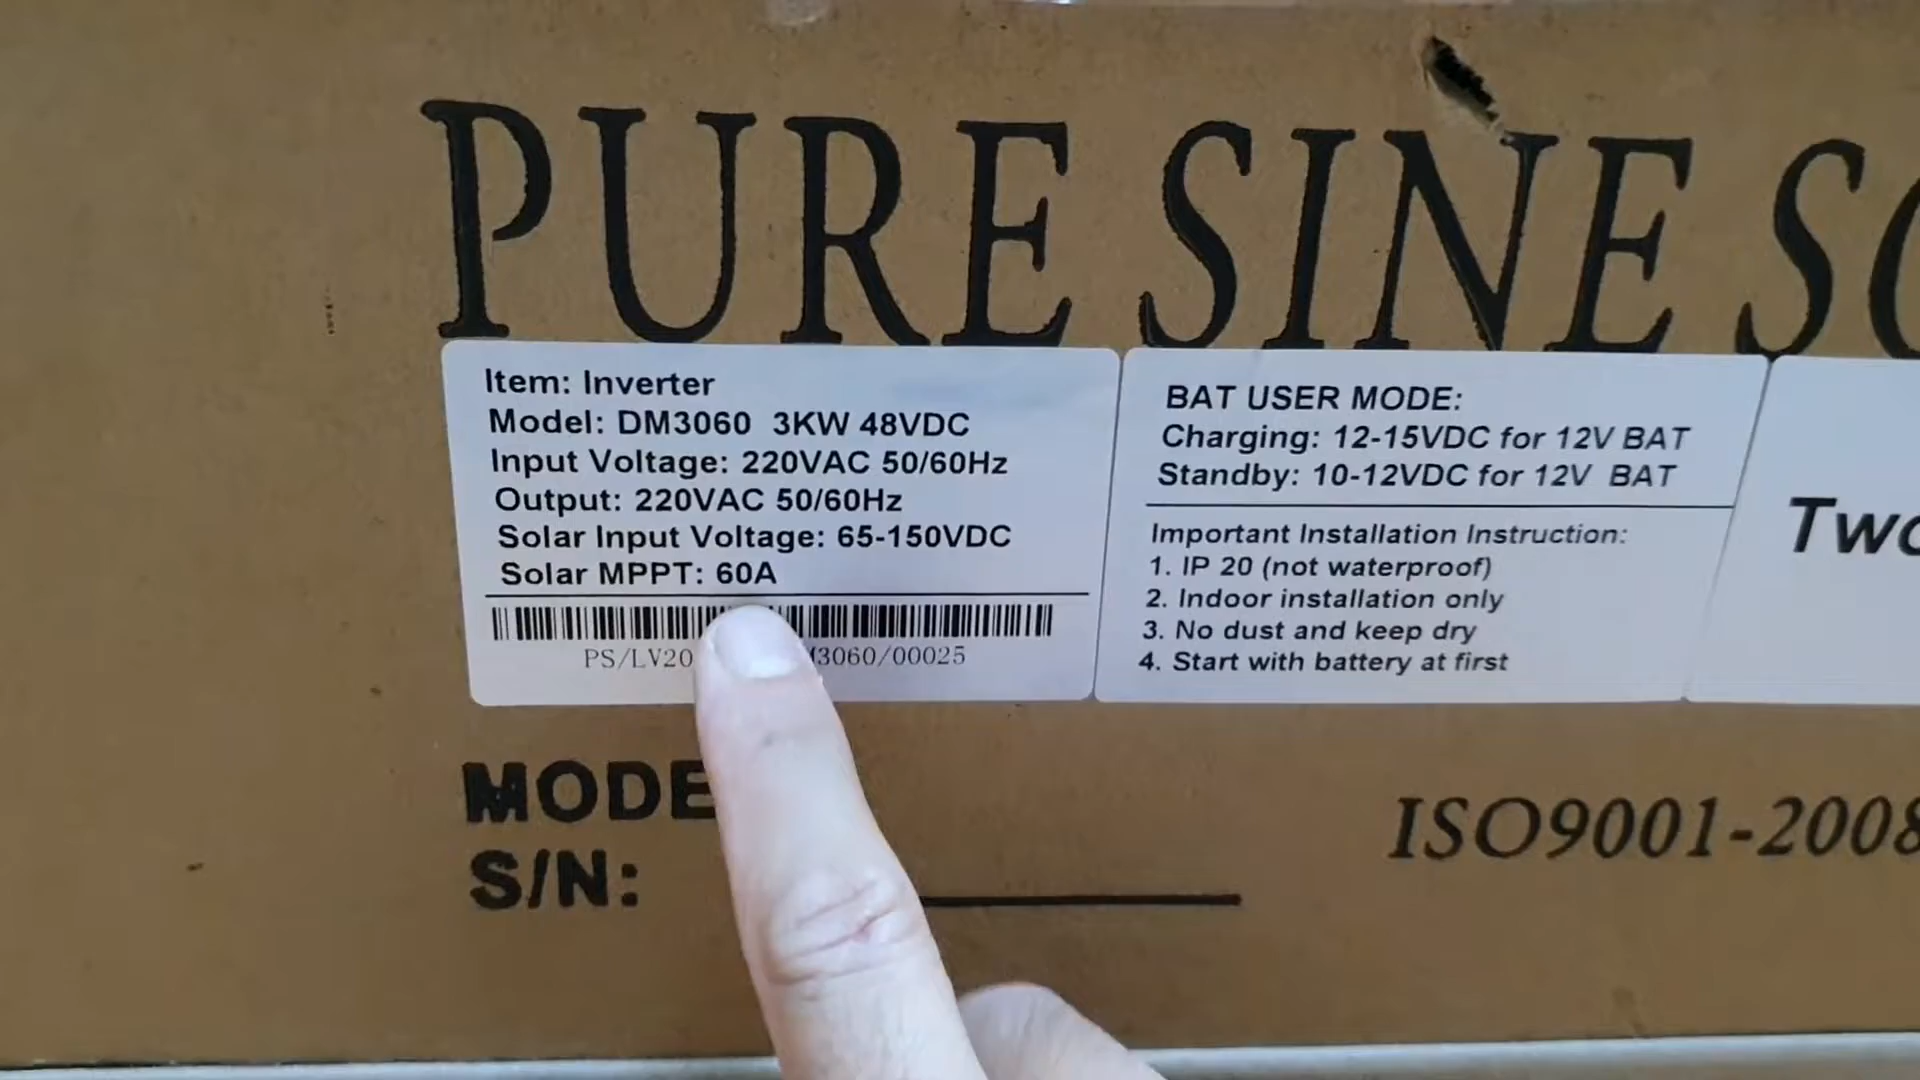 PURE SINE
Item: Inverter
Model: DM3060 3KW 48VDC
Input Voltage: 220VAC 50/60Hz
Output: 220VAC 50/60Hz
Solar Input Voltage: 65-150VDC
Solar MPPT: 60A
PS/LV20 3060/00025
BAT USER MODE:
Charging: 12-15VDC for 12V BAT
Standby: 10-12VDC for 12V BAT
Important Installation Instruction:
1. IP 20 (not waterproof)
2. Indoor installation only
3. No dust and keep dry
4. Start with battery at first
Two
MODE
S/N:
ISO9001-2008